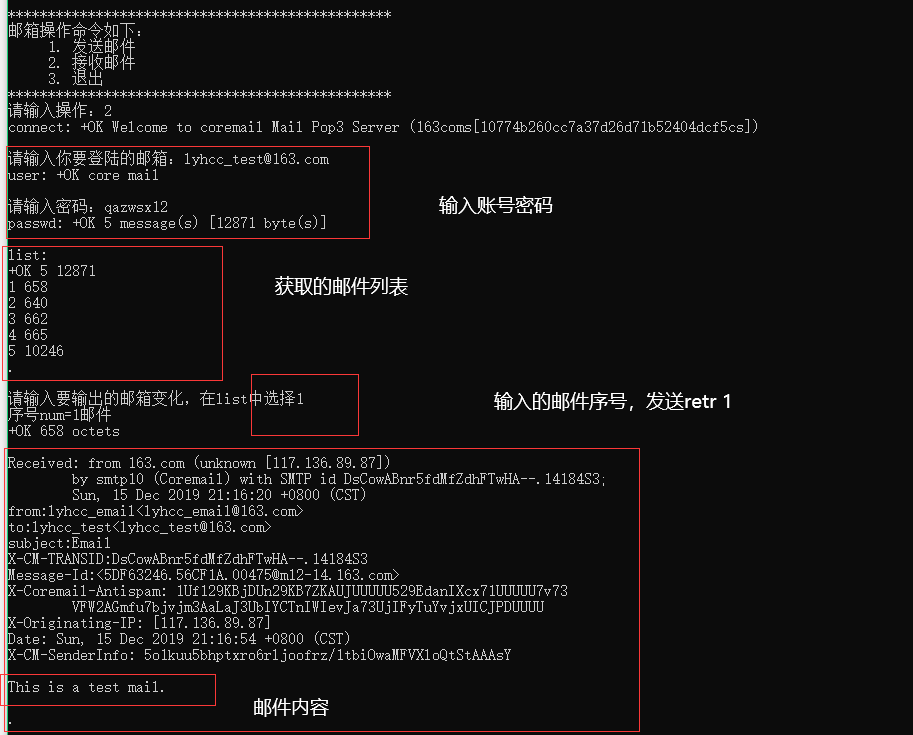 ************************************************
邮箱操作命令如下:
1. 发送邮件
2. 接收邮件
3. 退出
************************************************
请输入操作: 2
connect: +OK Welcome to coremail Mail Pop3 Server (163coms[10774b260cc7a37d26d71b52404dcf5cs])
请输入你要登陆的邮箱: lyhcc_test@163.com
user: +OK core mail
请输入密码: qazwsx12
passwd: +OK 5 message(s) [12871 byte(s)]
输入账号密码
list:
+OK 5 12871
1 658
2 640
3 662
4 665
5 10246
.
获取的邮件列表
请输入要输出的邮箱变化, 在list中选择1
序号num=1邮件
+OK 658 octets
输入的邮件序号，发送retr 1
Received: from 163.com (unknown [117.136.89.87])
by smtp10 (Coremail) with SMTP id DsCowABnr5fdMfZdhFTwHA--.14184S3;
Sun, 15 Dec 2019 21:16:20 +0800 (CST)
from:lyhcc_email<lyhcc_email@163.com>
to:lyhcc_test<lyhcc_test@163.com>
subject:Email
X-CM-TRANSID:DsCowABnr5fdMfZdhFTwHA--.14184S3
Message-Id:<5DF63246.56CF1A.00475@m12-14.163.com>
X-Coremail-Antispam: 1Uf129KBjDUn29KB7ZKAUJUUUUU529EdanIXcx71UUUUU7v73
VFW2AGmfu7bjvjm3AaLaJ3UbIYCTnIWIevJa73UjIFyTuYvjxUICJPDUUUU
X-Originating-IP: [117.136.89.87]
Date: Sun, 15 Dec 2019 21:16:54 +0800 (CST)
X-CM-SenderInfo: 5olkuu5bhptxro6rljoofrz/1tbiOwaMFVX1oQtStAAAsY
This is a test mail.
邮件内容
.